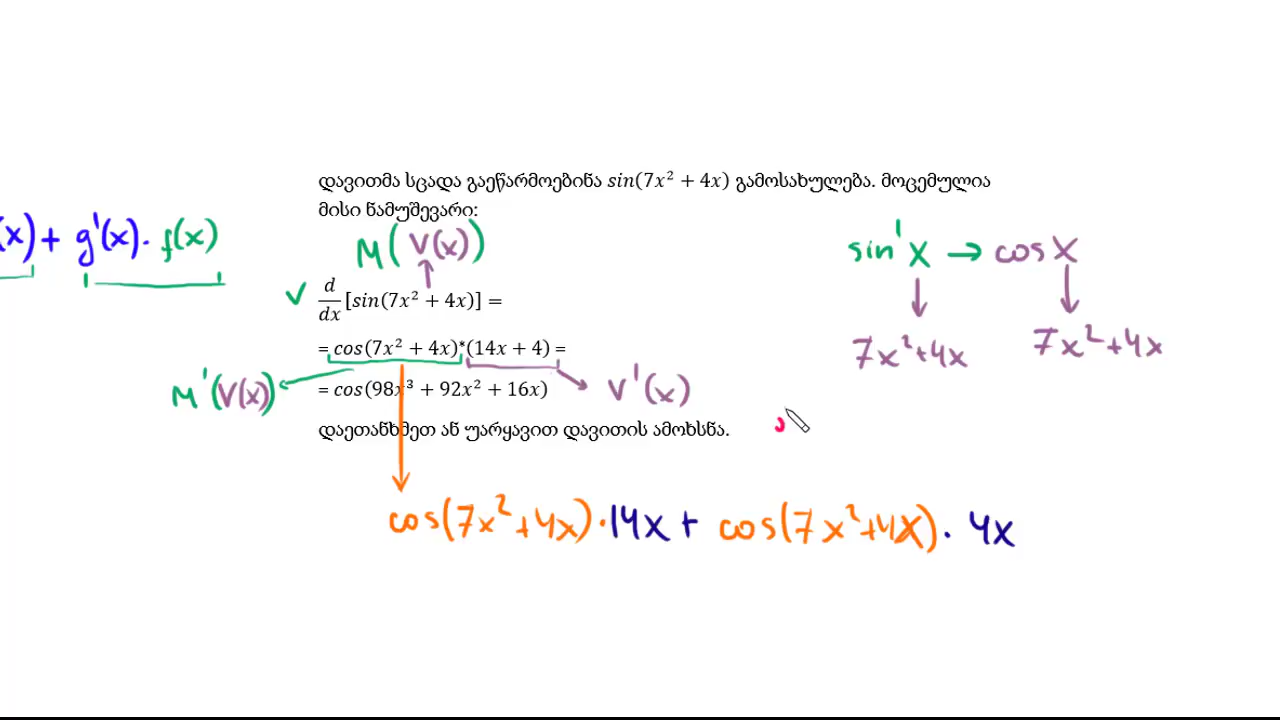 დავითმა სცადა გაეწარმოებინა sin(7x² + 4x) გამოსახულება. მოცემულია
მისი ნამუშევარი:
(x) + g'(x) · f(x)
M(V(x))
sin'x → cosx
7x²+4x 7x²+4x
V d/dx [sin(7x² + 4x)] =
= cos(7x² + 4x)*(14x + 4) =
M'(V(x)) = cos(98x³ + 92x² + 16x) V'(x)
დაეთანხმეთ ან უარყავით დავითის ამოხსნა.
cos(7x²+4x)·14x + cos(7x²+4x)· 4x